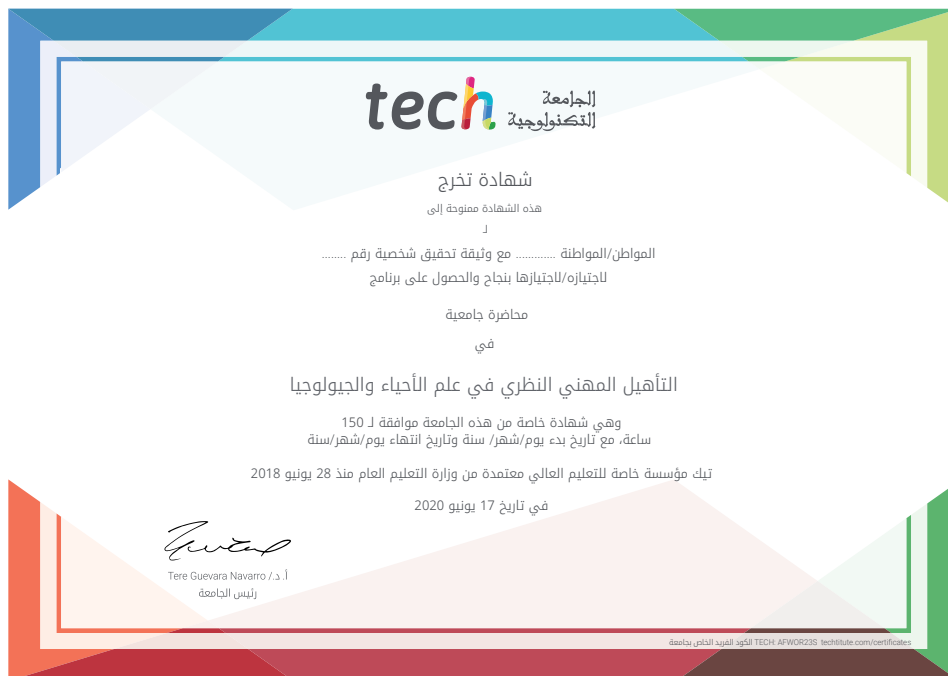 tech الجامعة
التكنولوجية
شهادة تخرج
هذه الشهادة ممنوحة إلى
لـ
المواطن/المواطنة ............ مع وثيقة تحقيق شخصية رقم ........
لاجتيازه/لاجتيازها بنجاح والحصول على برنامج
محاضرة جامعية
في
التأهيل المهني النظري في علم الأحياء والجيولوجيا
وهي شهادة خاصة من هذه الجامعة موافقة لـ 150
ساعة، مع تاريخ بدء يوم/شهر/ سنة وتاريخ انتهاء يوم/شهر/سنة
تيك مؤسسة خاصة للتعليم العالي معتمدة من وزارة التعليم العام منذ 28 يونيو 2018
في تاريخ 17 يونيو 2020
أ. د./ Tere Guevara Navarro
رئيس الجامعة
الكود الفريد الخاص بجامعة TECH: AFWOR23S techtitute.com/certificates